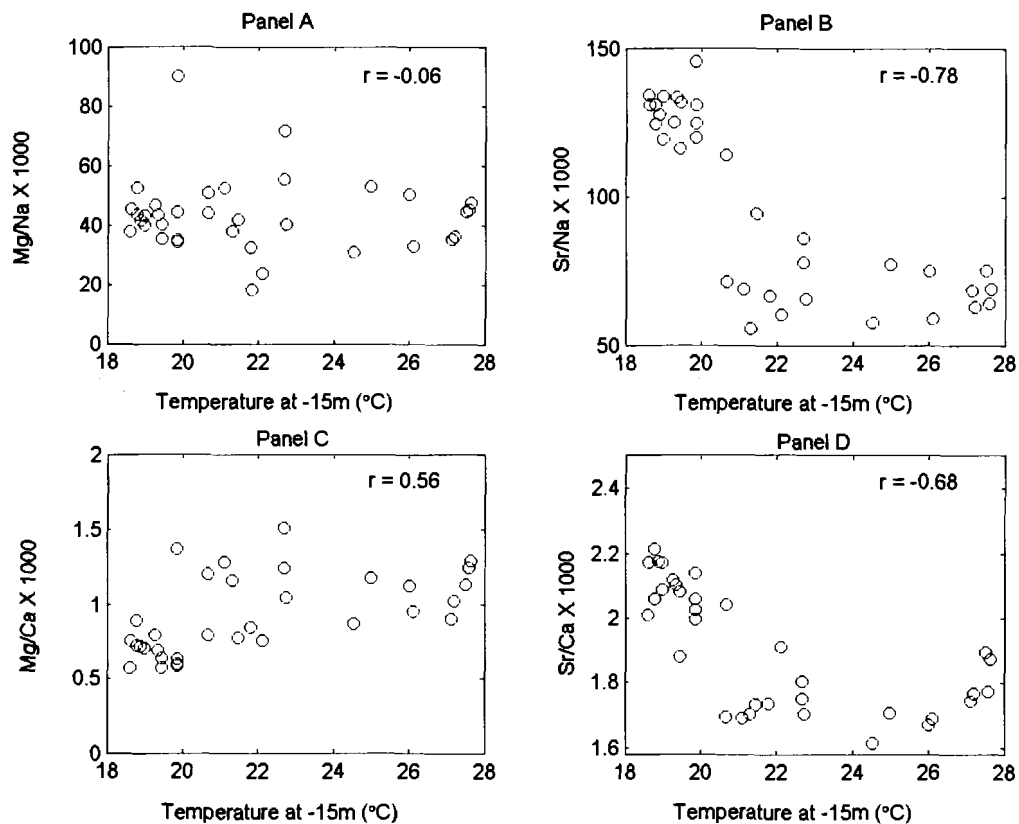 Panel A
r = -0.06
100
80
60
40
20
0
Mg/Na X 1000
18 20 22 24 26 28
Temperature at -15m (°C)
Panel B
r = -0.78
150
100
50
Sr/Na X 1000
18 20 22 24 26 28
Temperature at -15m (°C)
Panel C
r = 0.56
2
1.5
1
0.5
0
Mg/Ca X 1000
18 20 22 24 26 28
Temperature at -15m (°C)
Panel D
r = -0.68
2.4
2.2
2
1.8
1.6
Sr/Ca X 1000
18 20 22 24 26 28
Temperature at -15m (°C)